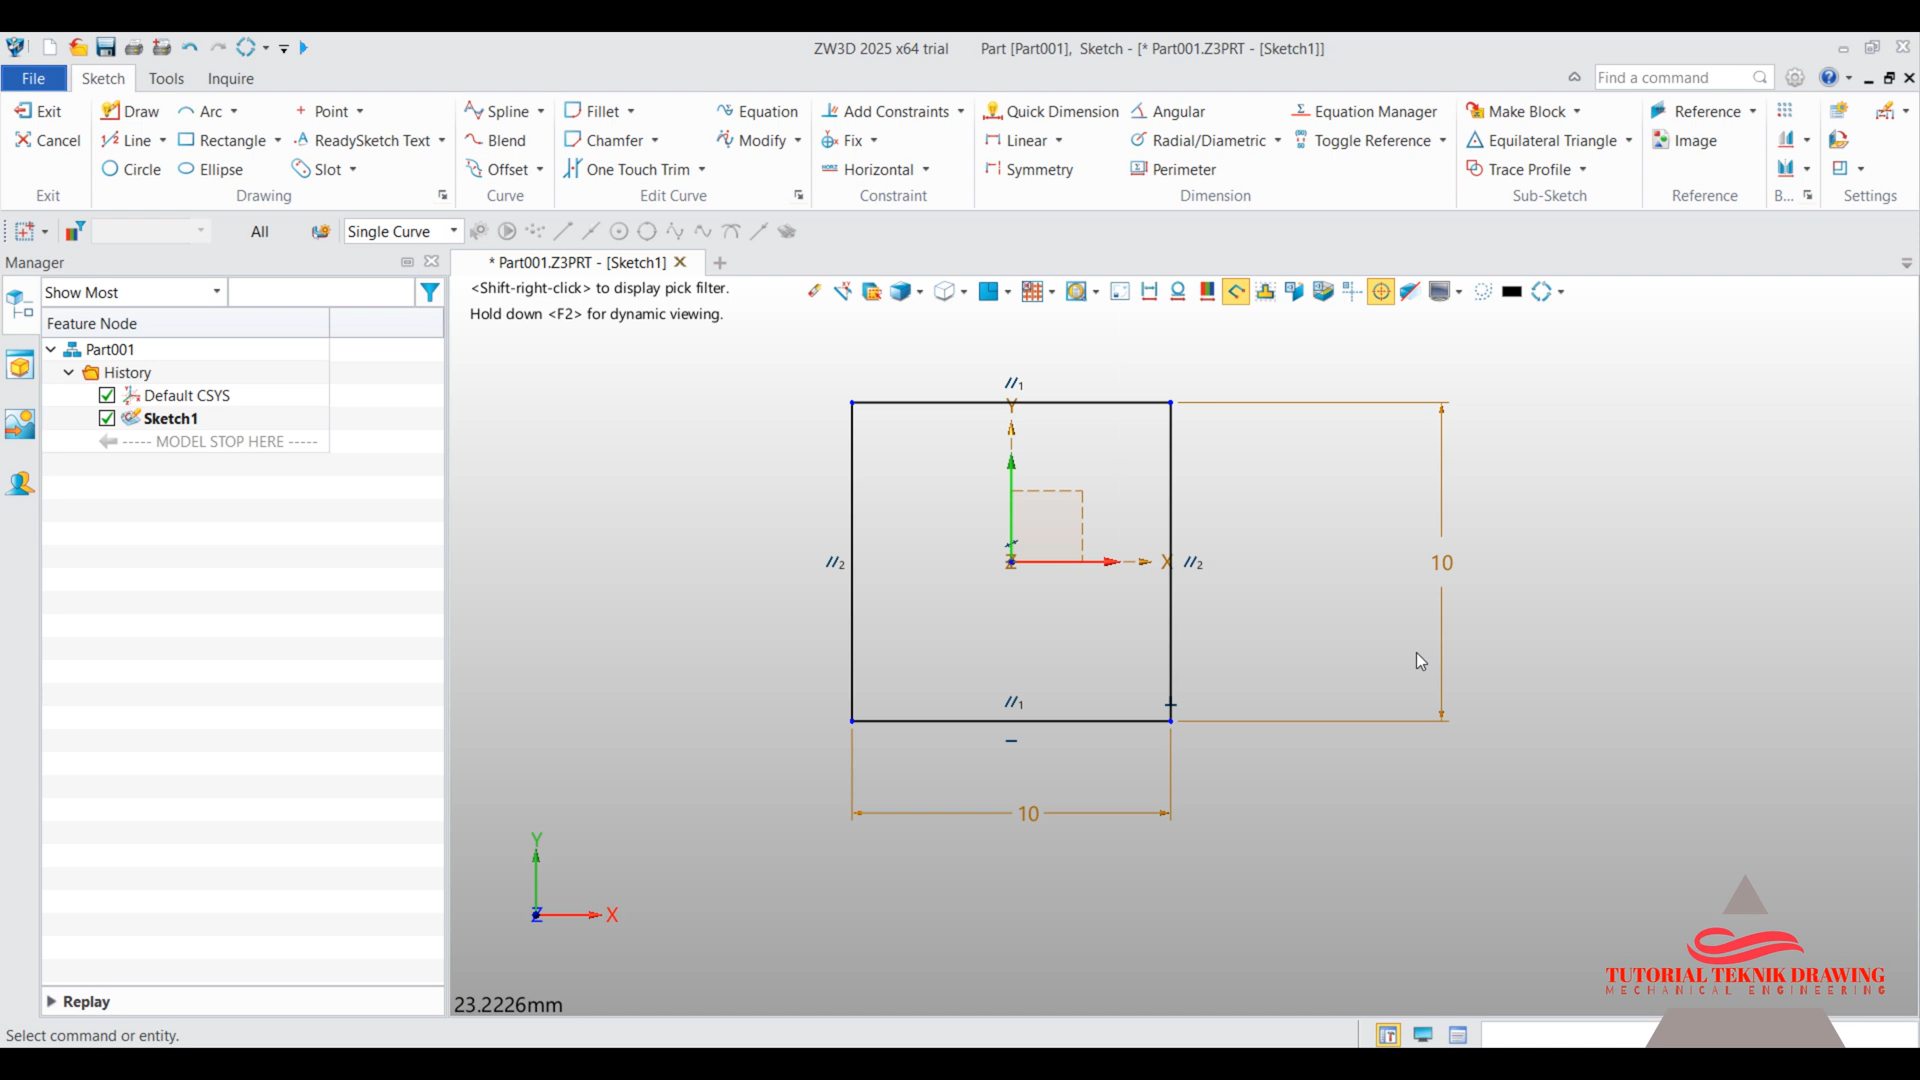 ZW3D 2025 x64 trial Part [Part001], Sketch - [* Part001.Z3PRT - [Sketch1]]
File Sketch Tools Inquire Find a command
Exit Draw Arc + Point Spline Fillet Equation Add Constraints Quick Dimension Angular Equation Manager Make Block Reference
Cancel Line Rectangle ReadySketch Text Blend Chamfer Modify Fix Linear Radial/Diametric Toggle Reference Equilateral Triangle Image
Circle Ellipse Slot Offset One Touch Trim Horizontal Symmetry Perimeter Trace Profile
Exit Drawing Curve Edit Curve Constraint Dimension Sub-Sketch Reference B... Settings
All Single Curve
Manager * Part001.Z3PRT - [Sketch1]
Show Most
<Shift-right-click> to display pick filter.
Hold down <F2> for dynamic viewing.
Feature Node
Part001
History
Default CSYS
Sketch1
----- MODEL STOP HERE -----
//1
Y
//2
Z
X
//2
10
//1
10
Y
Z
X
TUTORIAL TEKNIK DRAWING
MECHANICAL ENGINEERING
Replay
23.2226mm
Select command or entity.